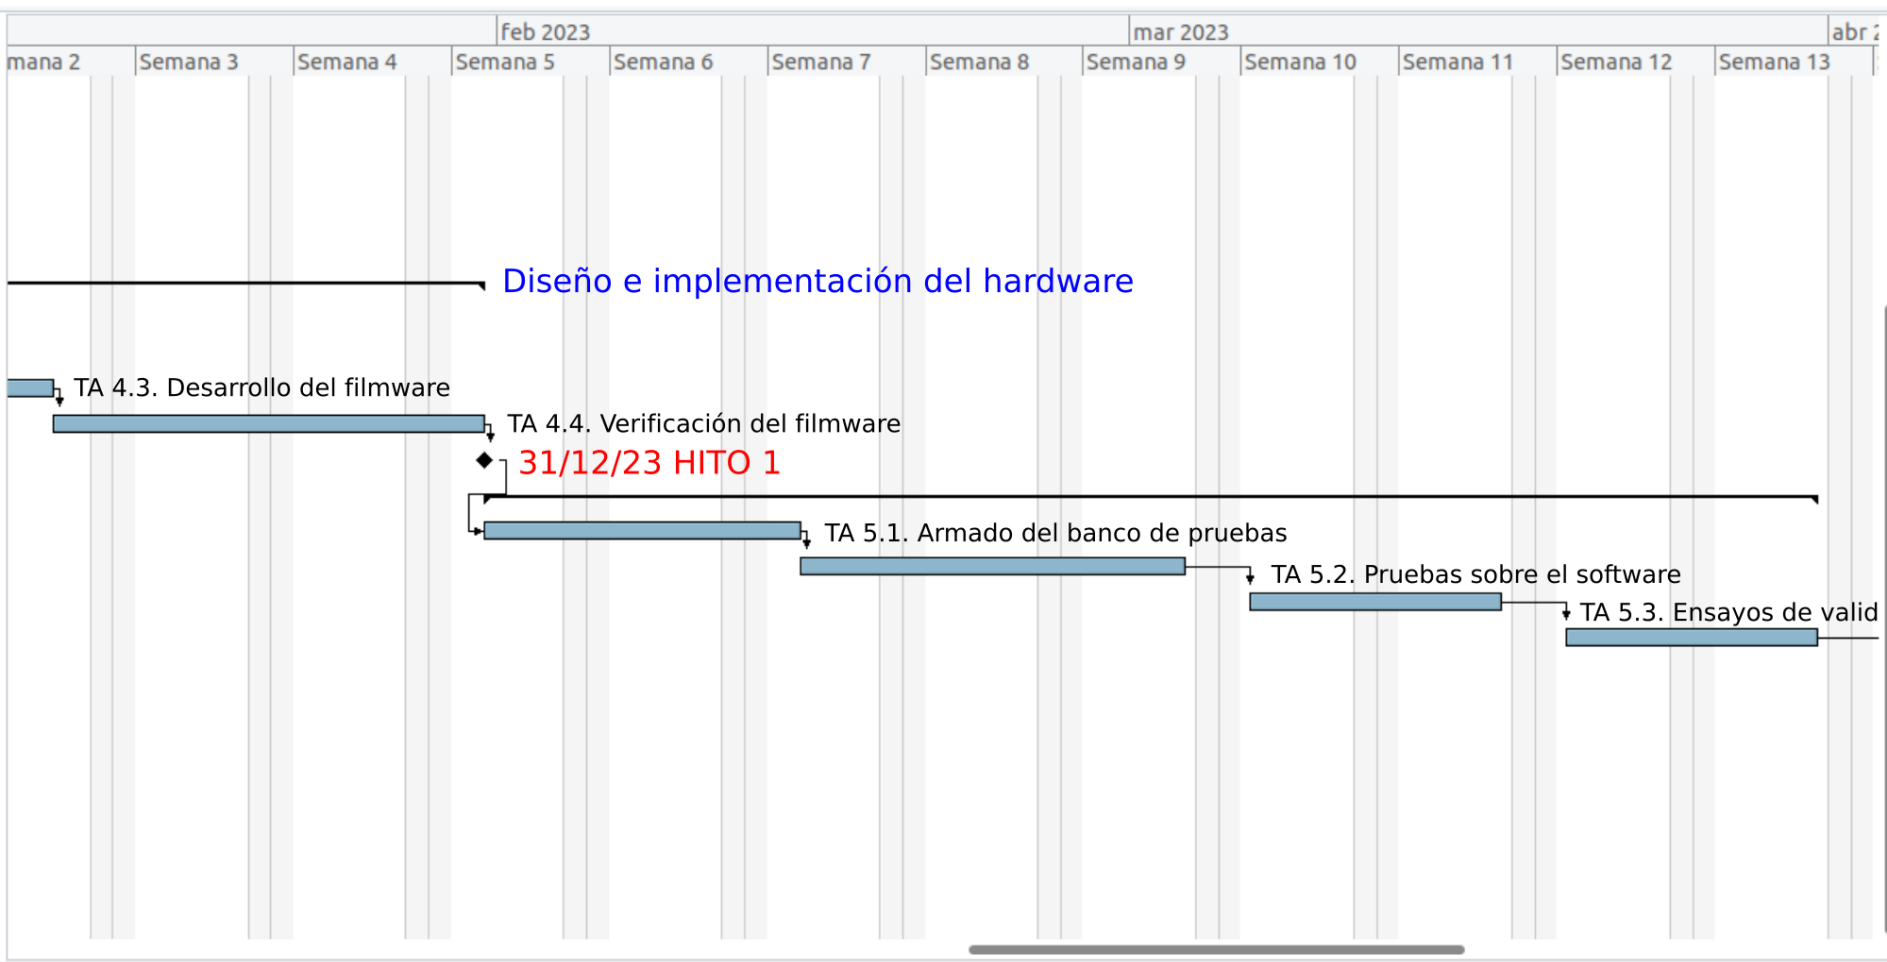 feb 2023 mar 2023 abr
mana 2 Semana 3 Semana 4 Semana 5 Semana 6 Semana 7 Semana 8 Semana 9 Semana 10 Semana 11 Semana 12 Semana 13
Diseño e implementación del hardware
TA 4.3. Desarrollo del filmware
TA 4.4. Verificación del filmware
31/12/23 HITO 1
TA 5.1. Armado del banco de pruebas
TA 5.2. Pruebas sobre el software
TA 5.3. Ensayos de valid